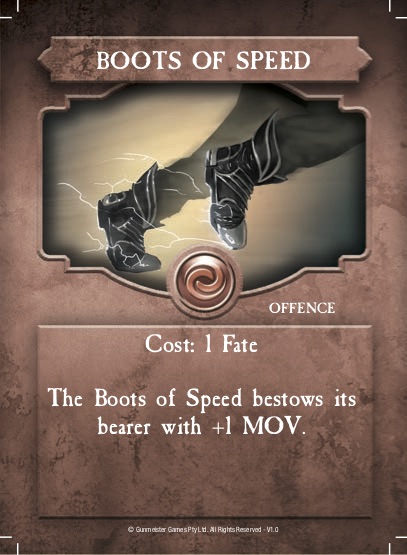 BOOTS OF SPEED
OFFENCE
Cost: 1 Fate
The Boots of Speed bestows its
bearer with +1 MOV.
© Gunmeister Games Pty Ltd. All Rights Reserved - V1.0